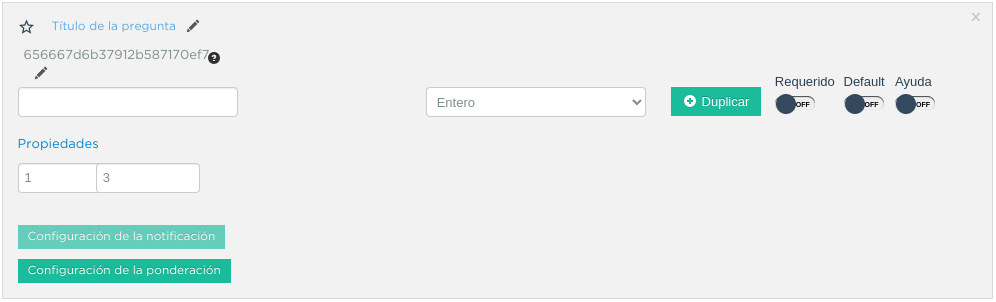 ×
Título de la pregunta
656667d6b37912b587170ef7
?
Requerido Default Ayuda
Entero
Duplicar
OFF OFF OFF
Propiedades
1 3
Configuración de la notificación
Configuración de la ponderación